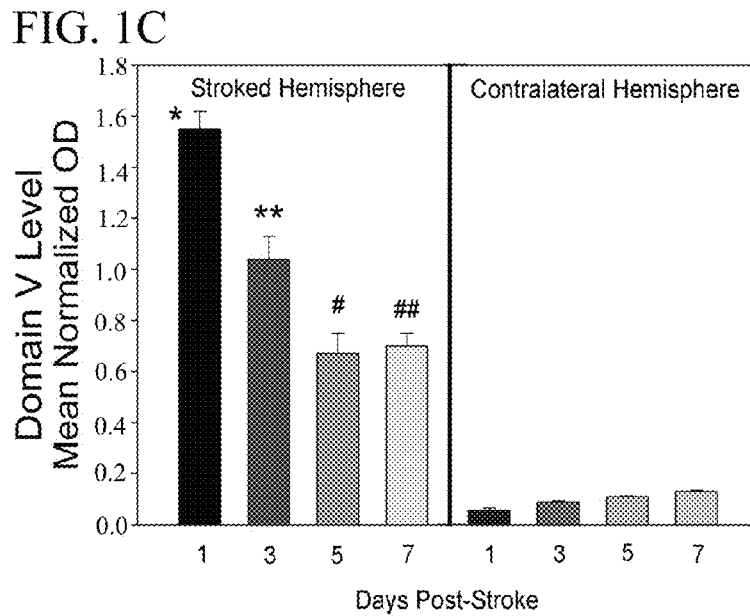 FIG. 1C
Domain V Level
Mean Normalized OD
1.8
1.6
1.4
1.2
1.0
0.8
0.6
0.4
0.2
0.0
Stroked Hemisphere
Contralateral Hemisphere
*
**
#
##
1 3 5 7 1 3 5 7
Days Post-Stroke